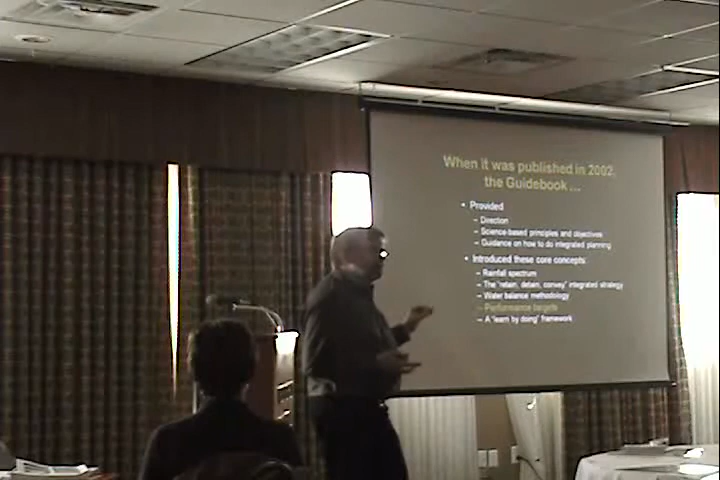 When it was published in 2002,
the Guidebook ...
• Provided
– Direction
– Science-based principles and objectives
– Guidance on how to do integrated planning
• Introduced these core concepts:
– Rainfall spectrum
– The "retain, detain, convey" integrated strategy
– Water balance methodology
– Performance targets
– A "learn by doing" framework